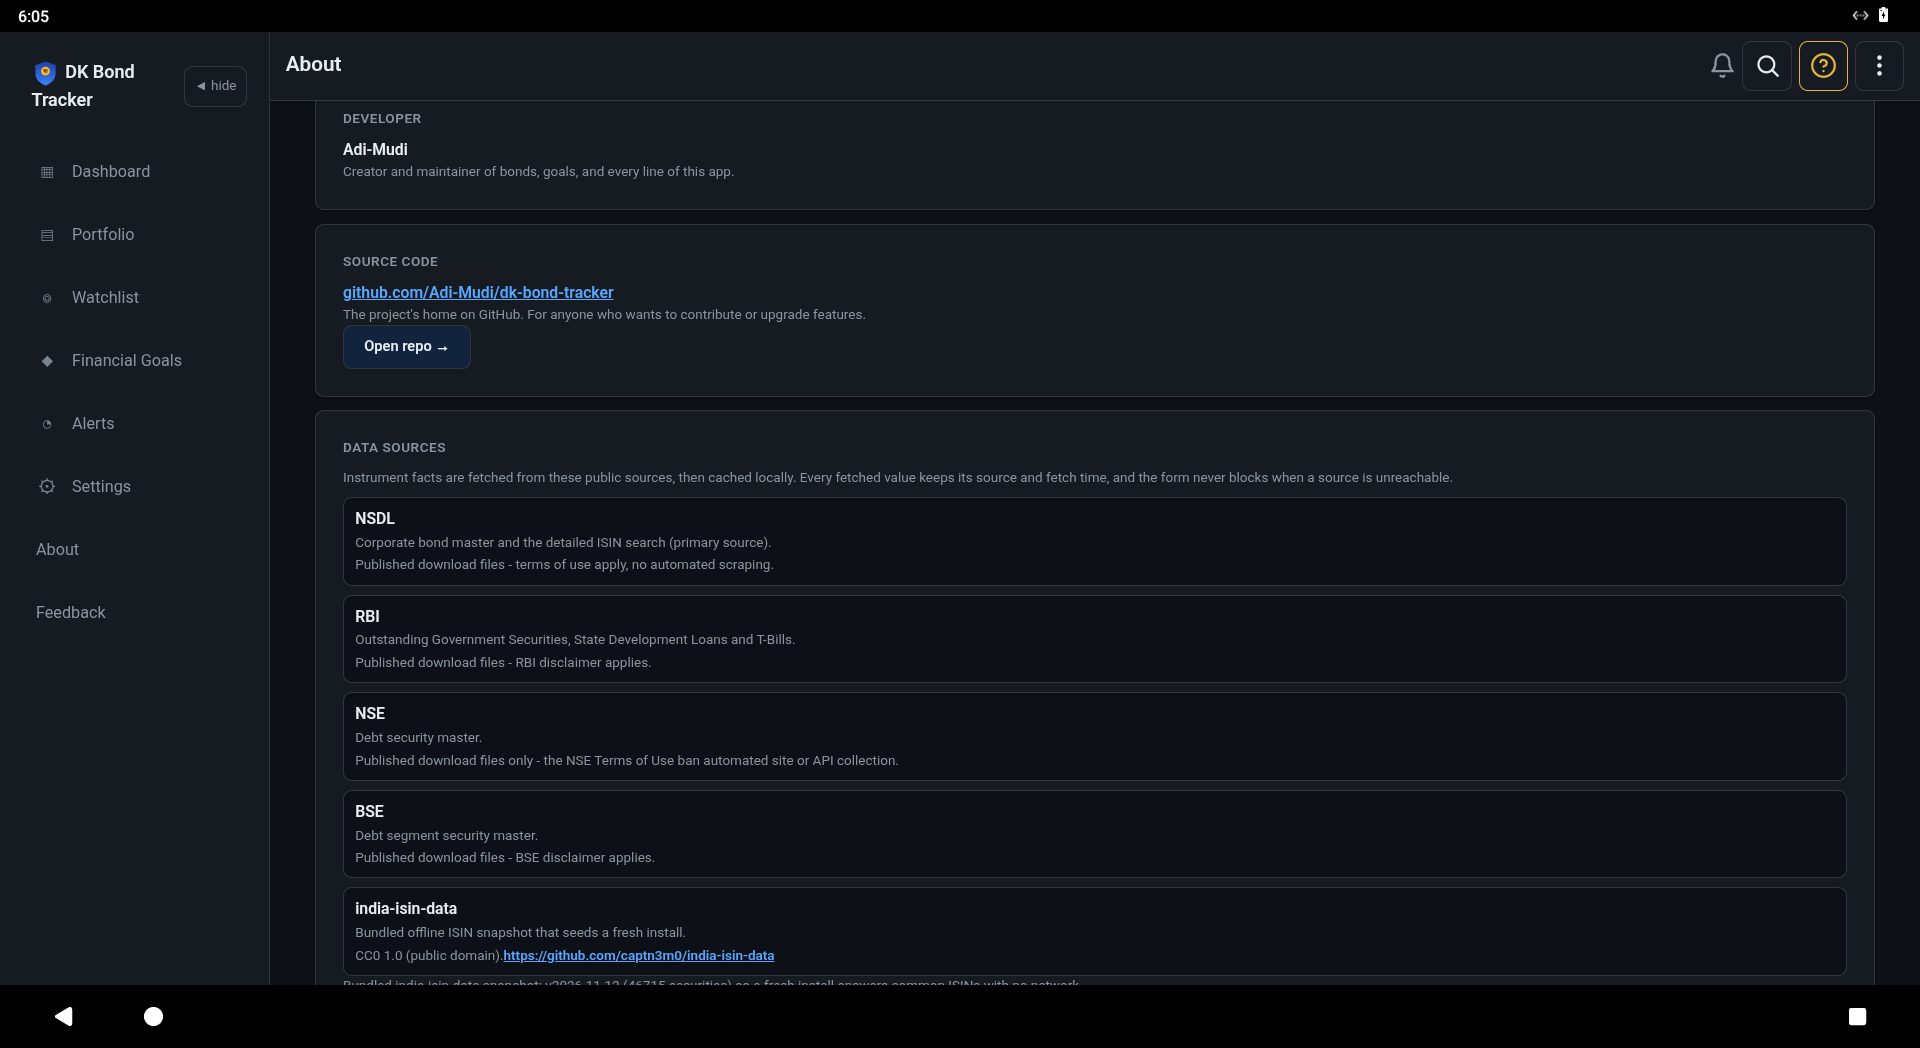 6:05
DK Bond
Tracker
◄ hide
About
Dashboard
Portfolio
Watchlist
Financial Goals
Alerts
Settings
About
Feedback
DEVELOPER
Adi-Mudi
Creator and maintainer of bonds, goals, and every line of this app.
SOURCE CODE
github.com/Adi-Mudi/dk-bond-tracker
The project's home on GitHub. For anyone who wants to contribute or upgrade features.
Open repo →
DATA SOURCES
Instrument facts are fetched from these public sources, then cached locally. Every fetched value keeps its source and fetch time, and the form never blocks when a source is unreachable.
NSDL
Corporate bond master and the detailed ISIN search (primary source).
Published download files - terms of use apply, no automated scraping.
RBI
Outstanding Government Securities, State Development Loans and T-Bills.
Published download files - RBI disclaimer applies.
NSE
Debt security master.
Published download files only - the NSE Terms of Use ban automated site or API collection.
BSE
Debt segment security master.
Published download files - BSE disclaimer applies.
india-isin-data
Bundled offline ISIN snapshot that seeds a fresh install.
CC0 1.0 (public domain).https://github.com/captn3m0/india-isin-data